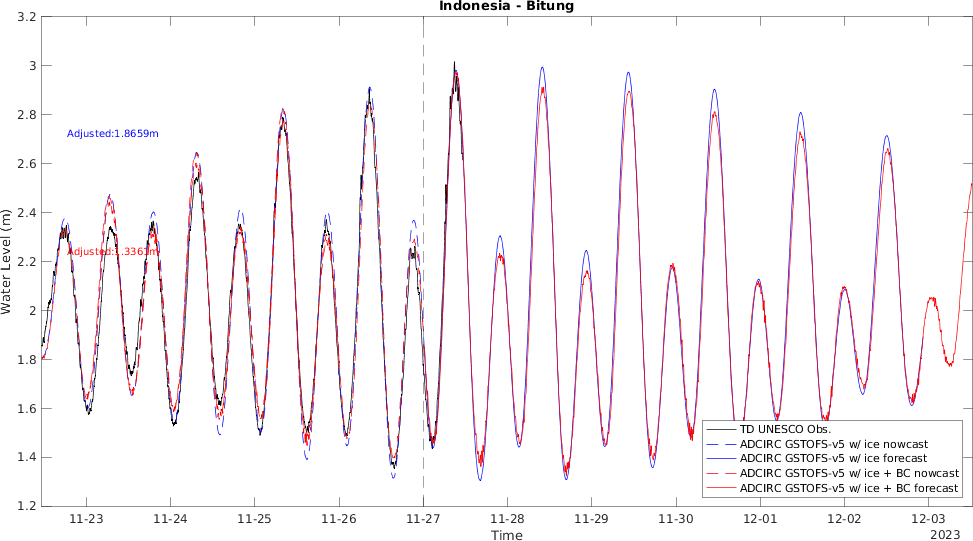 Indonesia - Bitung
3.2
3
2.8
2.6
2.4
2.2
2
1.8
1.6
1.4
1.2
Water Level (m)
Adjusted:1.8659m
Adjusted:1.3361m
TD UNESCO Obs.
ADCIRC GSTOFS-v5 w/ ice nowcast
ADCIRC GSTOFS-v5 w/ ice forecast
ADCIRC GSTOFS-v5 w/ ice + BC nowcast
ADCIRC GSTOFS-v5 w/ ice + BC forecast
11-23 11-24 11-25 11-26 11-27 11-28 11-29 11-30 12-01 12-02 12-03
Time 2023